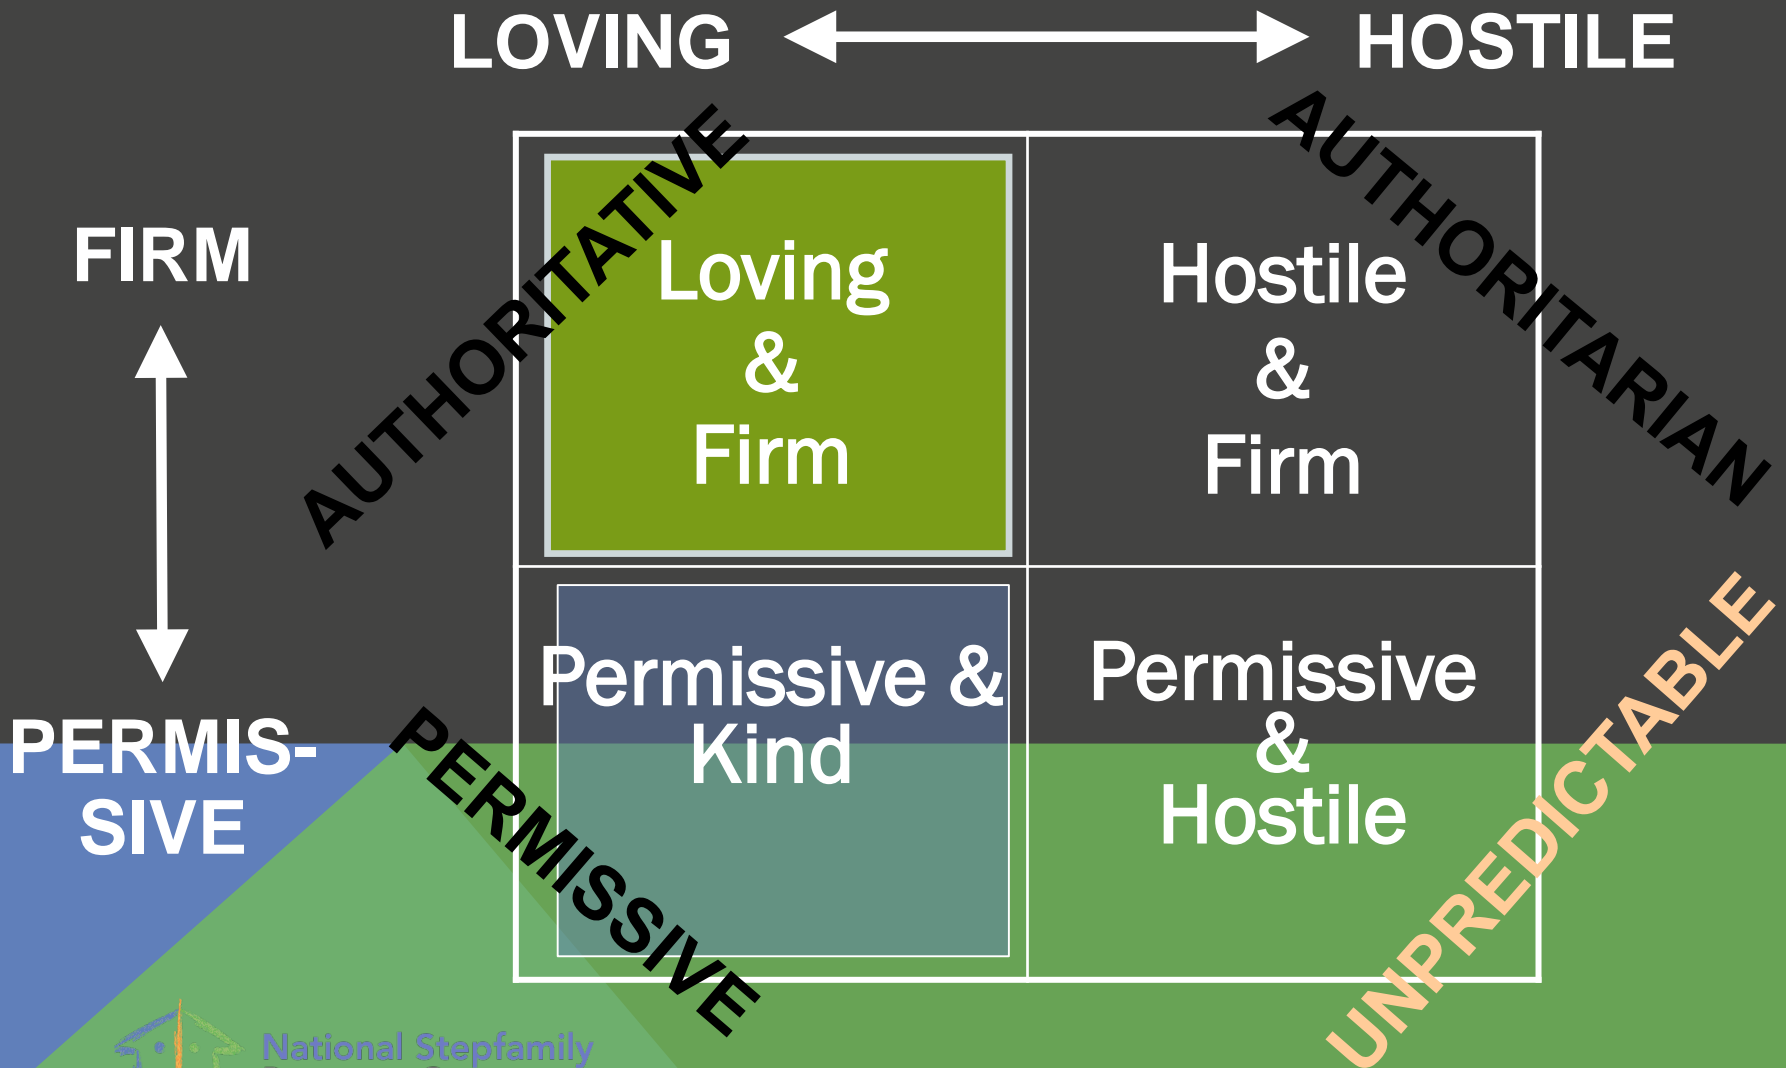 LOVING
HOSTILE
AUTHORITATIVE
AUTHORITARIAN
FIRM
Loving
&
Firm
Hostile
&
Firm
PERMIS-
SIVE
Permissive &
Kind
Permissive
&
Hostile
PERMISSIVE
UNPREDICTABLE
National Stepfamily